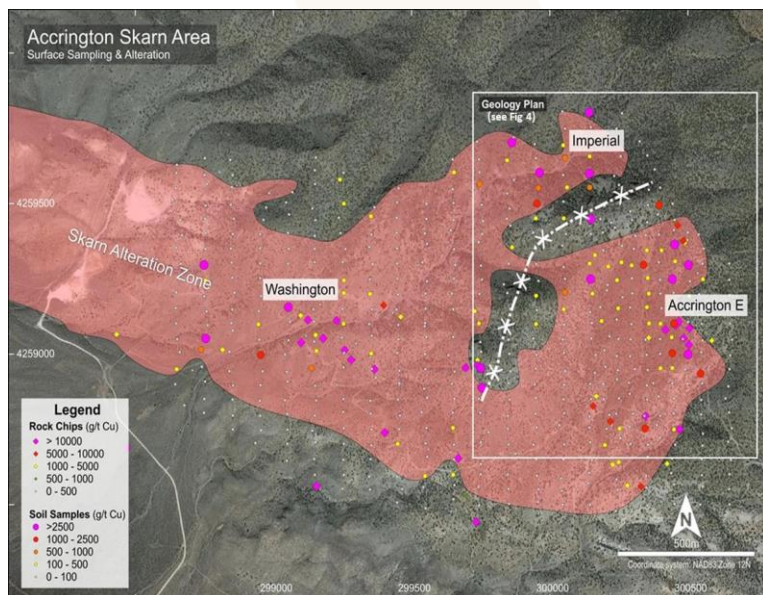 Accrington Skarn Area
Surface Sampling & Alteration
Geology Plan
(see Fig 4)
Imperial
4259500
Skarn Alteration Zone
Washington
Accrington E
4259000
Legend
Rock Chips (g/t Cu)
> 10000
5000 - 10000
1000 - 5000
500 - 1000
0 - 500
Soil Samples (g/t Cu)
>2500
1000 - 2500
500 - 1000
100 - 500
0 - 100
N
500m
Coordinate system: NAD83 Zone 12N
299000
299500
300000
300500